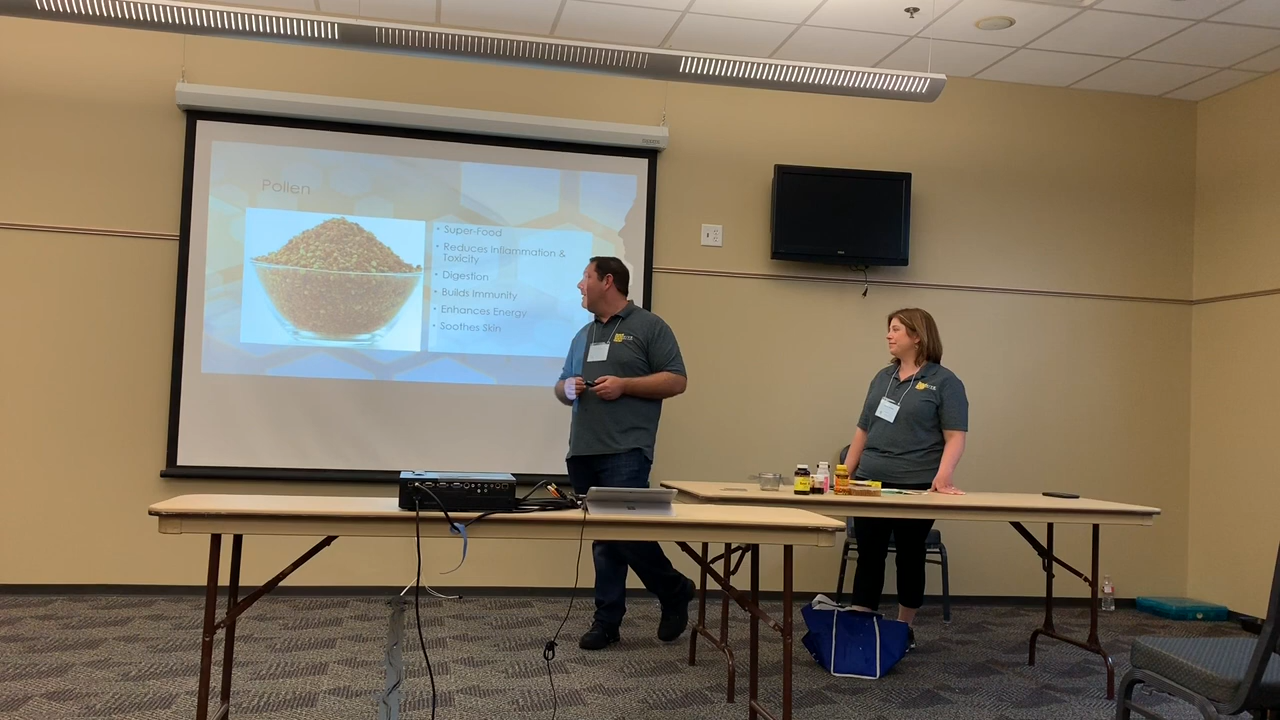 Pollen
• Super-Food
• Reduces Inflammation &
Toxicity
• Digestion
• Builds Immunity
• Enhances Energy
• Soothes Skin